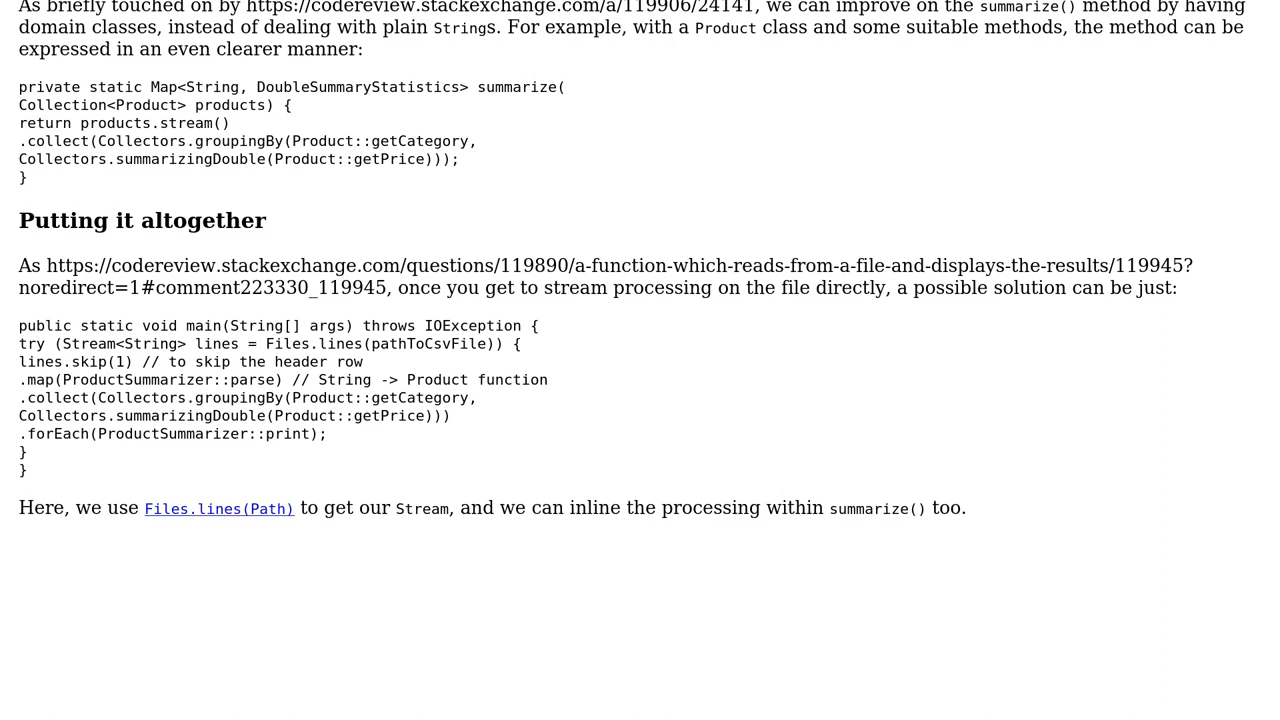 As briefly touched on by https://codereview.stackexchange.com/a/119906/24141, we can improve on the summarize() method by having
domain classes, instead of dealing with plain Strings. For example, with a Product class and some suitable methods, the method can be
expressed in an even clearer manner:
private static Map<String, DoubleSummaryStatistics> summarize(
Collection<Product> products) {
return products.stream()
.collect(Collectors.groupingBy(Product::getCategory,
Collectors.summarizingDouble(Product::getPrice)));
}
Putting it altogether
As https://codereview.stackexchange.com/questions/119890/a-function-which-reads-from-a-file-and-displays-the-results/119945?
noredirect=1#comment223330_119945, once you get to stream processing on the file directly, a possible solution can be just:
public static void main(String[] args) throws IOException {
try (Stream<String> lines = Files.lines(pathToCsvFile)) {
lines.skip(1) // to skip the header row
.map(ProductSummarizer::parse) // String -> Product function
.collect(Collectors.groupingBy(Product::getCategory,
Collectors.summarizingDouble(Product::getPrice)))
.forEach(ProductSummarizer::print);
}
}
Here, we use Files.lines(Path) to get our Stream, and we can inline the processing within summarize() too.